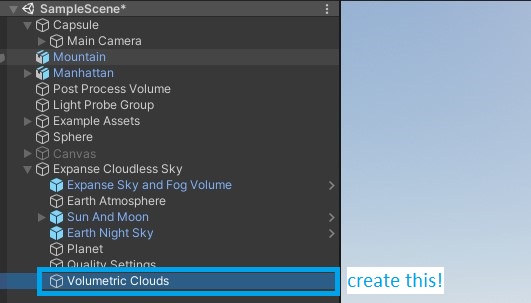 SampleScene*
Capsule
Main Camera
Mountain
Manhattan
Post Process Volume
Light Probe Group
Example Assets
Sphere
Canvas
Expanse Cloudless Sky
Expanse Sky and Fog Volume
Earth Atmosphere
Sun And Moon
Earth Night Sky
Planet
Quality Settings
Volumetric Clouds create this!